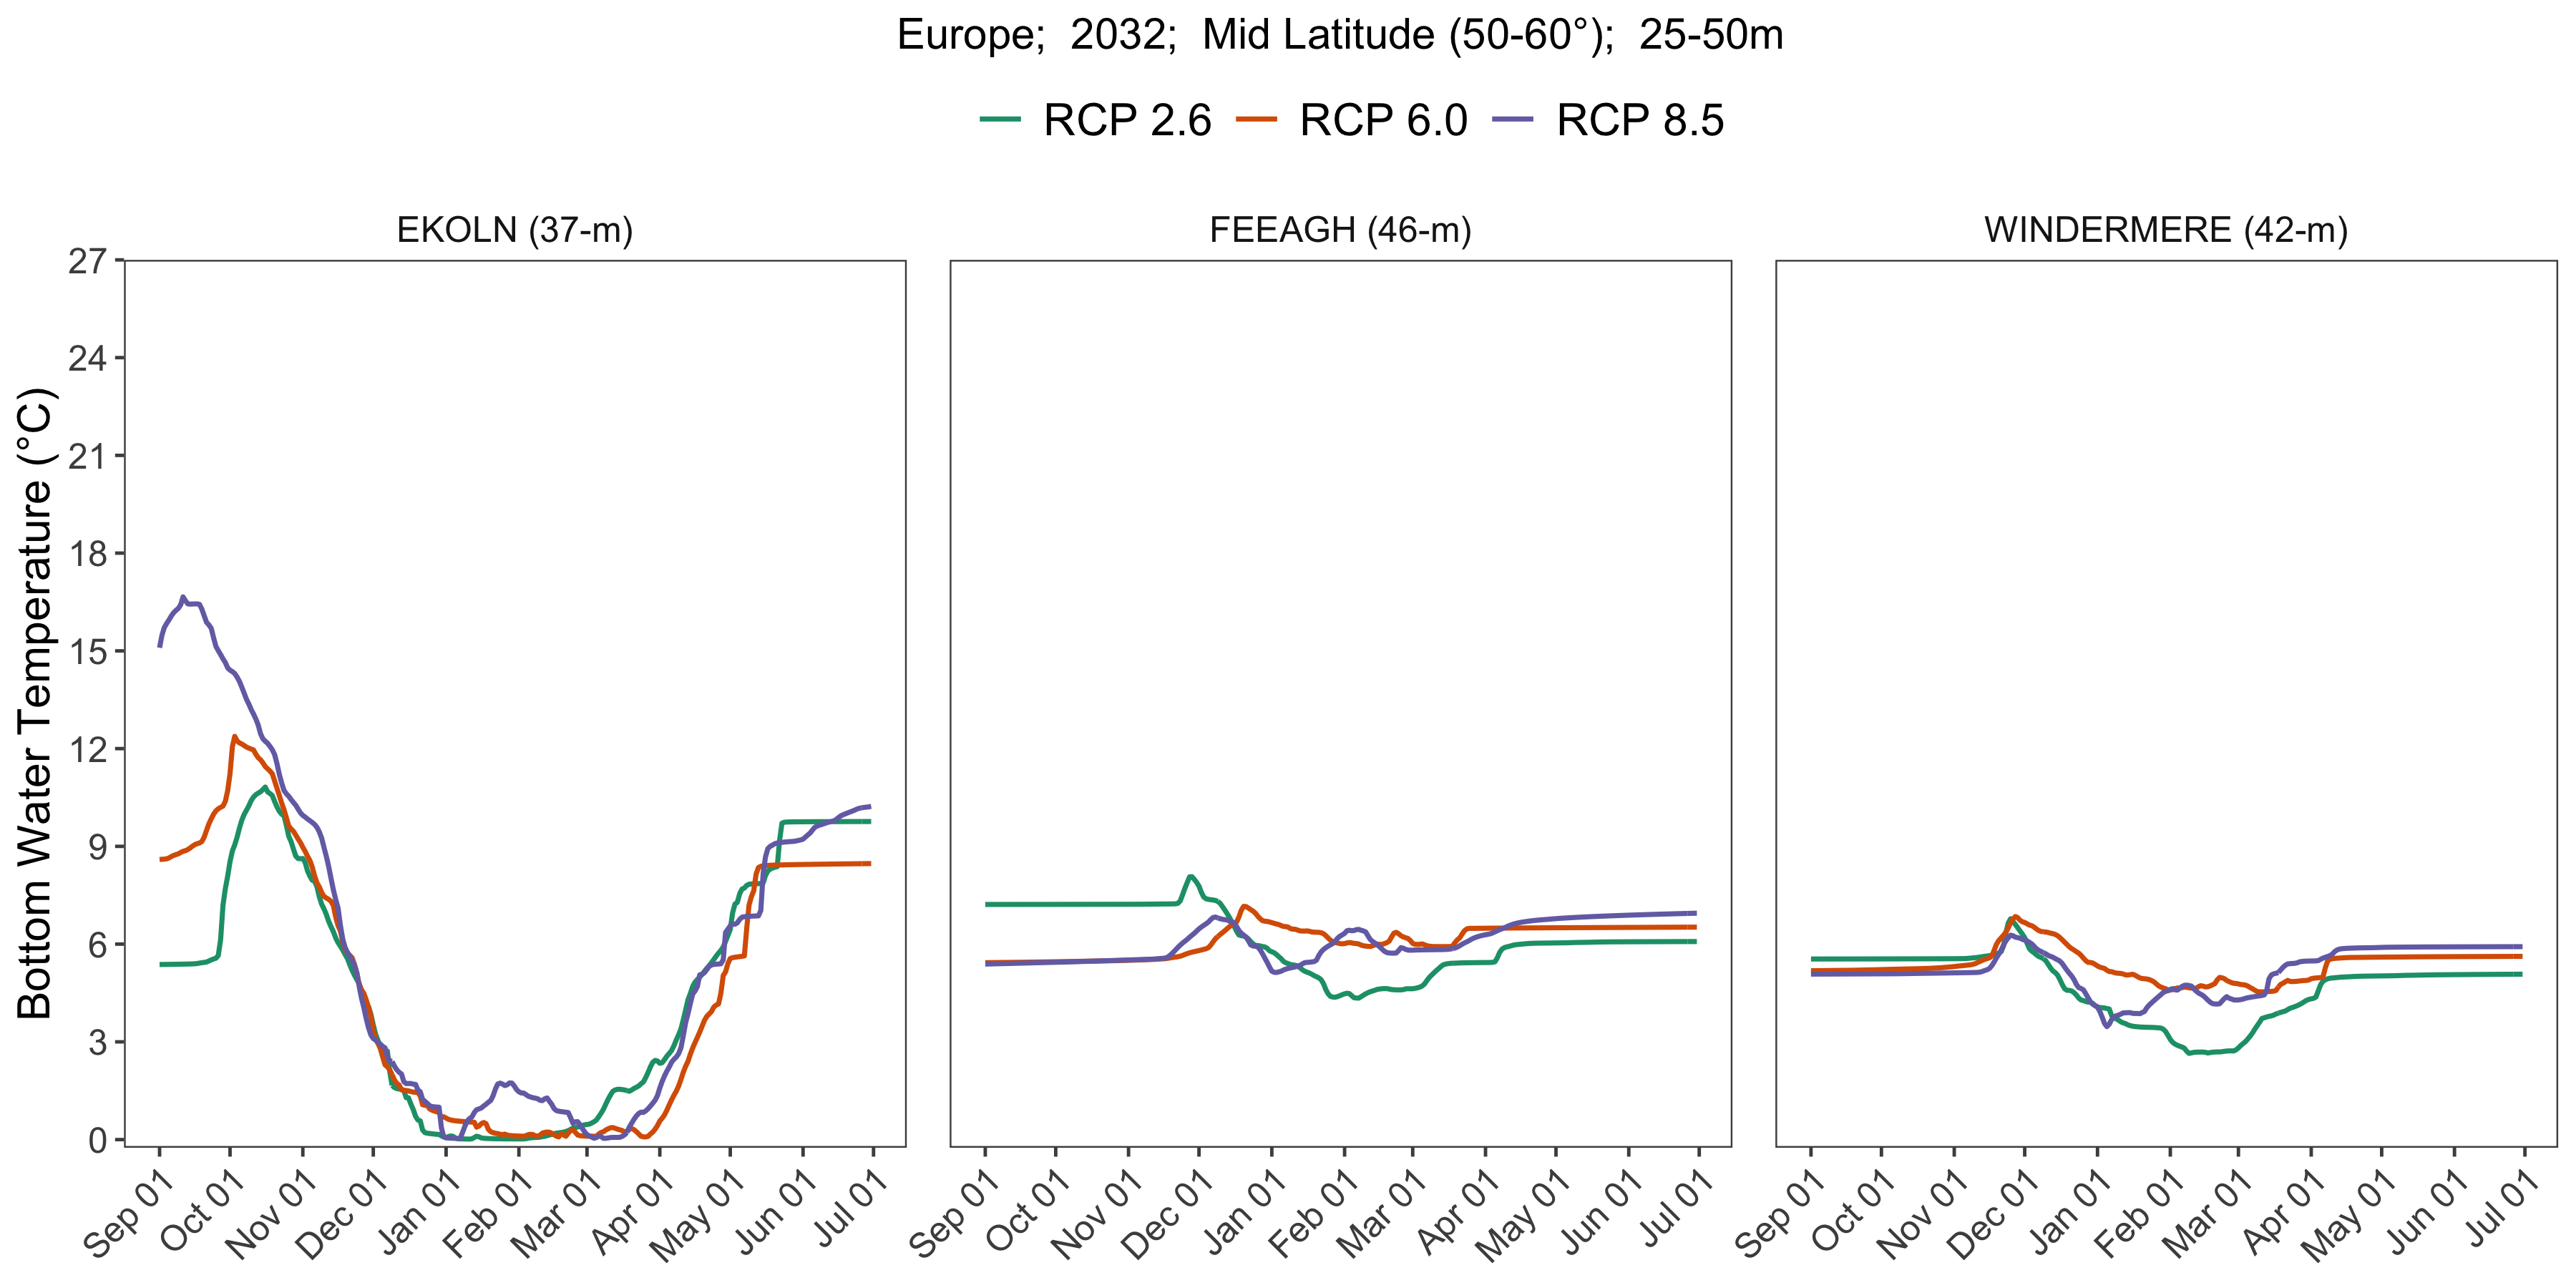 Europe;  2032;  Mid Latitude (50-60°);  25-50m
RCP 2.6 RCP 6.0 RCP 8.5
EKOLN (37-m)
FEEAGH (46-m)
WINDERMERE (42-m)
Bottom Water Temperature (°C)
27
24
21
18
15
12
9
6
3
0
Sep 01 Oct 01 Nov 01 Dec 01 Jan 01 Feb 01 Mar 01 Apr 01 May 01 Jun 01 Jul 01
Sep 01 Oct 01 Nov 01 Dec 01 Jan 01 Feb 01 Mar 01 Apr 01 May 01 Jun 01 Jul 01
Sep 01 Oct 01 Nov 01 Dec 01 Jan 01 Feb 01 Mar 01 Apr 01 May 01 Jun 01 Jul 01